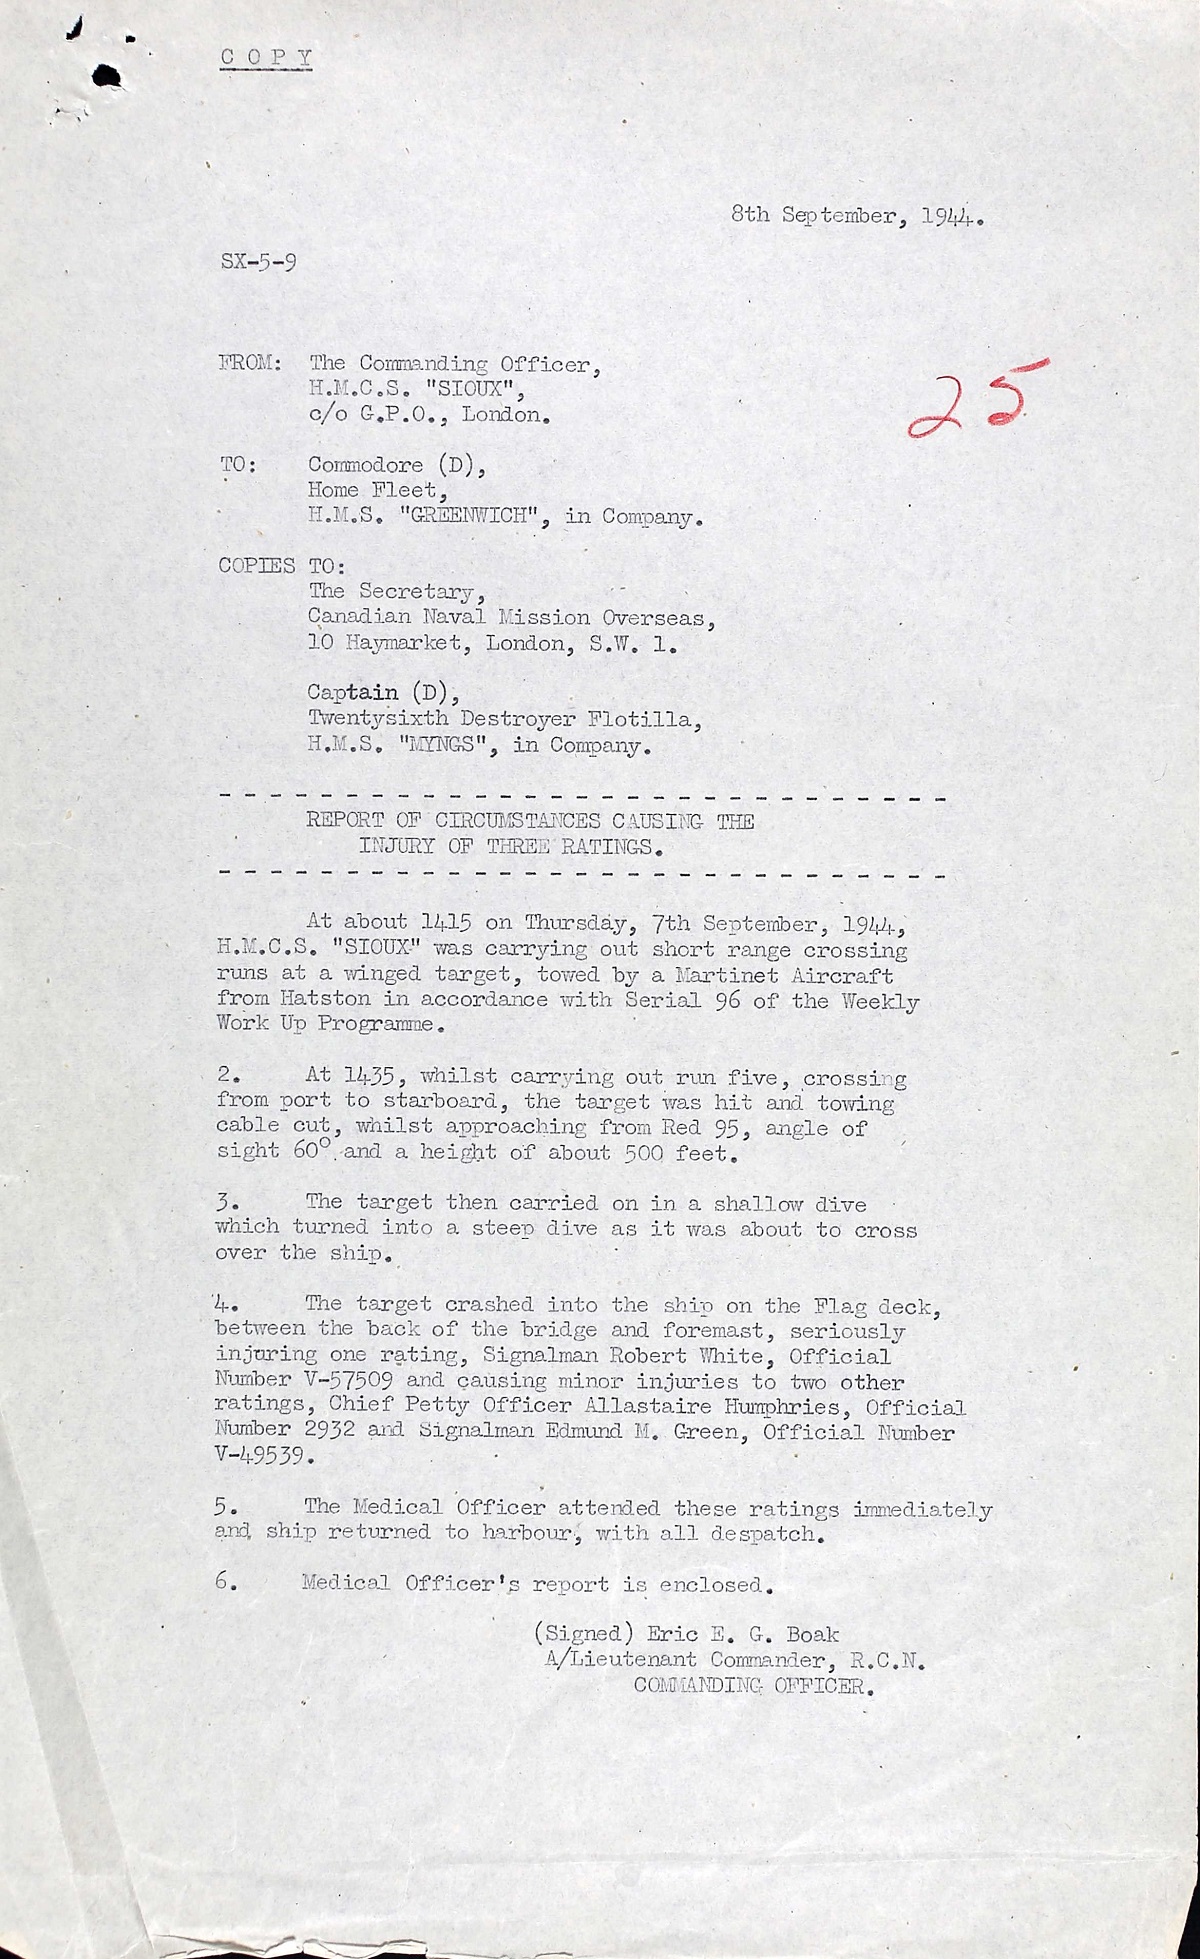 COPY
8th September, 1944.
SX-5-9
FROM: The Commanding Officer,
H.M.C.S. "SIOUX",
c/o G.P.O., London.
25
TO: Commodore (D),
Home Fleet,
H.M.S. "GREENWICH", in Company.
COPIES TO:
The Secretary,
Canadian Naval Mission Overseas,
10 Haymarket, London, S.W. 1.
Captain (D),
Twentysixth Destroyer Flotilla,
H.M.S. "MYNGS", in Company.
- - - - - - - - - - - - - - - - - - - - - - - - - - - - -
REPORT OF CIRCUMSTANCES CAUSING THE
INJURY OF THREE RATINGS.
- - - - - - - - - - - - - - - - - - - - - - - - - - - - -
At about 1415 on Thursday, 7th September, 1944,
H.M.C.S. "SIOUX" was carrying out short range crossing
runs at a winged target, towed by a Martinet Aircraft
from Hatston in accordance with Serial 96 of the Weekly
Work Up Programme.
2. At 1435, whilst carrying out run five, crossing
from port to starboard, the target was hit and towing
cable cut, whilst approaching from Red 95, angle of
sight 60° and a height of about 500 feet.
3. The target then carried on in a shallow dive
which turned into a steep dive as it was about to cross
over the ship.
4. The target crashed into the ship on the Flag deck,
between the back of the bridge and foremast, seriously
injuring one rating, Signalman Robert White, Official
Number V-57509 and causing minor injuries to two other
ratings, Chief Petty Officer Allastaire Humphries, Official
Number 2932 and Signalman Edmund M. Green, Official Number
V-49539.
5. The Medical Officer attended these ratings immediately
and ship returned to harbour, with all despatch.
6. Medical Officer's report is enclosed.
(Signed) Eric E. G. Boak
A/Lieutenant Commander, R.C.N.
COMMANDING OFFICER.